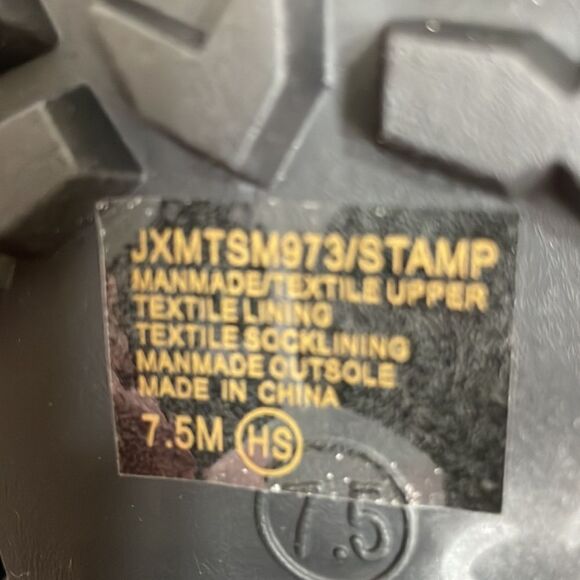 JXMTSM973/STAMP
MANMADE/TEXTILE UPPER
TEXTILE LINING
TEXTILE SOCKLINING
MANMADE OUTSOLE
MADE IN CHINA
7.5M HS
7.5